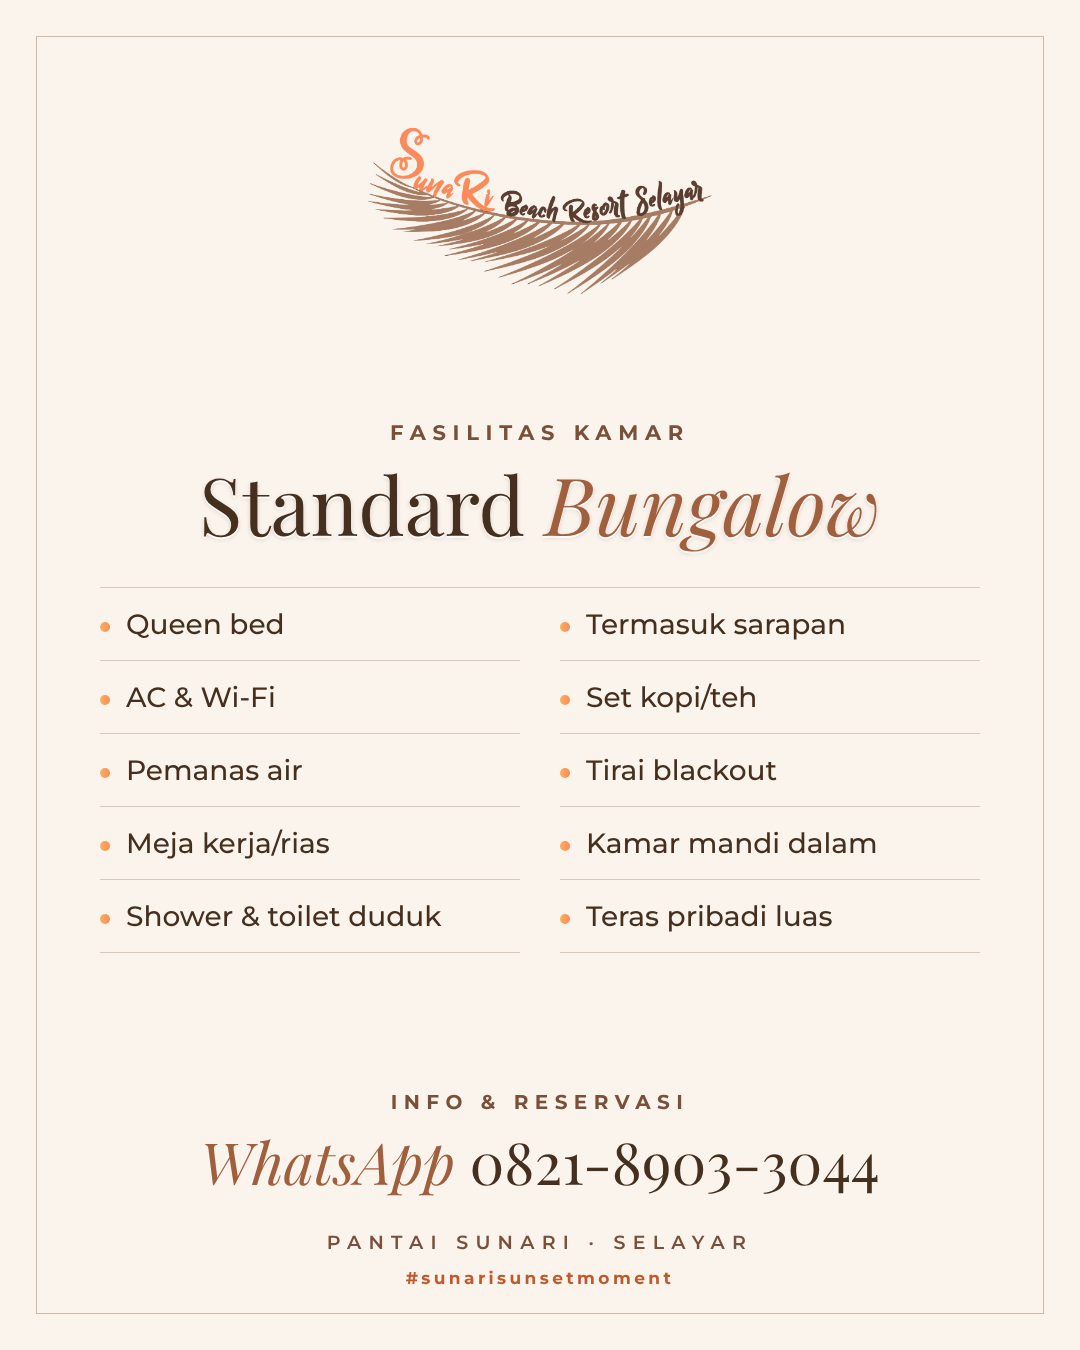 SunaRi Beach Resort Selayar
FASILITAS KAMAR
Standard Bungalow
Queen bed
Termasuk sarapan
AC & Wi-Fi
Set kopi/teh
Pemanas air
Tirai blackout
Meja kerja/rias
Kamar mandi dalam
Shower & toilet duduk
Teras pribadi luas
INFO & RESERVASI
WhatsApp 0821-8903-3044
PANTAI SUNARI · SELAYAR
#sunarisunsetmoment